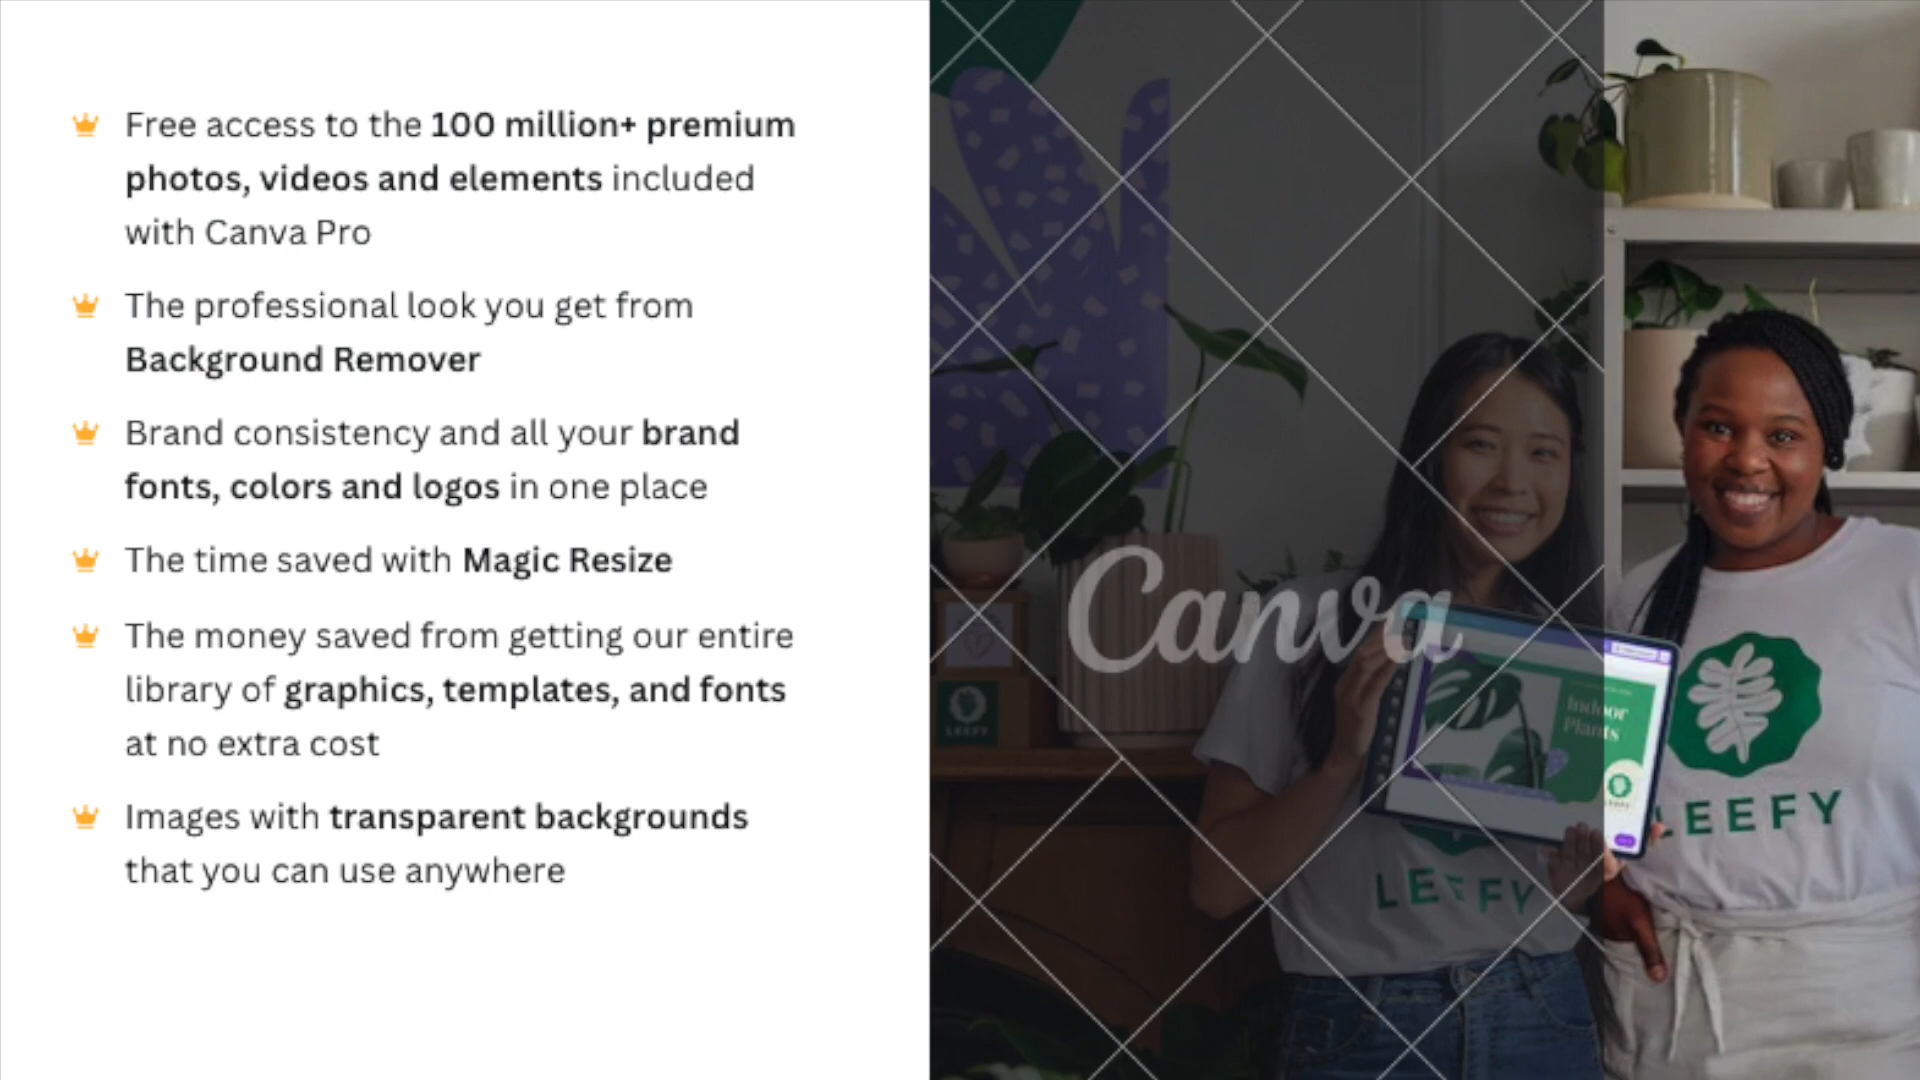 Free access to the 100 million+ premium
photos, videos and elements included
with Canva Pro
The professional look you get from
Background Remover
Brand consistency and all your brand
fonts, colors and logos in one place
The time saved with Magic Resize
The money saved from getting our entire
library of graphics, templates, and fonts
at no extra cost
Images with transparent backgrounds
that you can use anywhere
Canva
Indoor
Plants
LEEFY
LEEFY
LEEFY